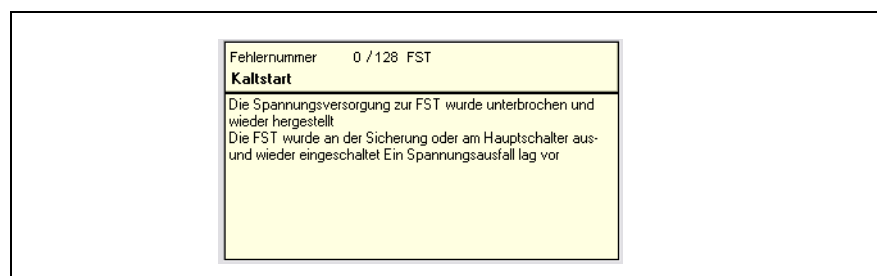 Fehlernummer 0 / 128 FST
Kaltstart
Die Spannungsversorgung zur FST wurde unterbrochen und
wieder hergestellt
Die FST wurde an der Sicherung oder am Hauptschalter aus-
und wieder eingeschaltet Ein Spannungsausfall lag vor